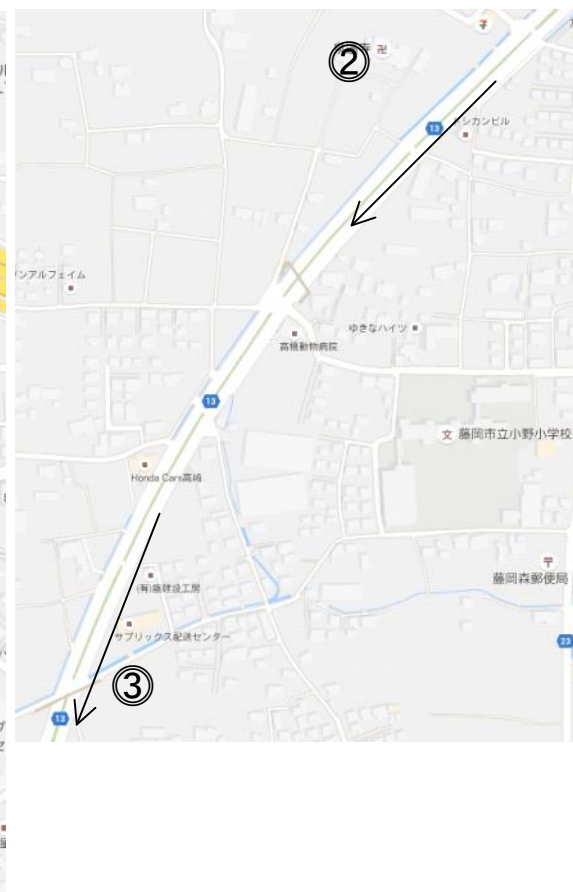 ②
13
シカンビル
ンアルフェイム
ゆきなハイツ
高橋動物病院
13
文 藤岡市立小野小学校
Honda Cars高崎
〒
藤岡森郵便局
(有)藤建設工房
サブリックス配送センター
23
③
13